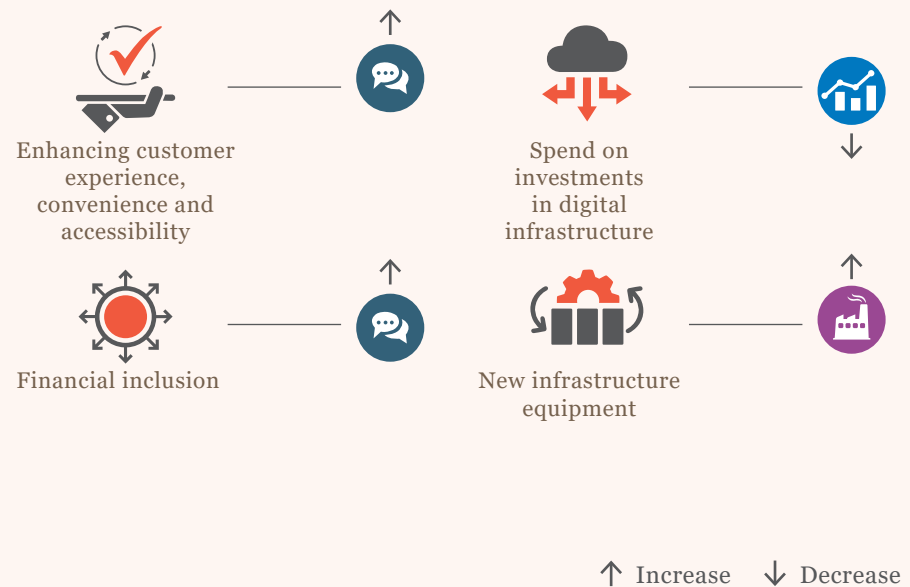 Enhancing customer
experience,
convenience and
accessibility
Spend on
investments
in digital
infrastructure
Financial inclusion
New infrastructure
equipment
Increase
Decrease